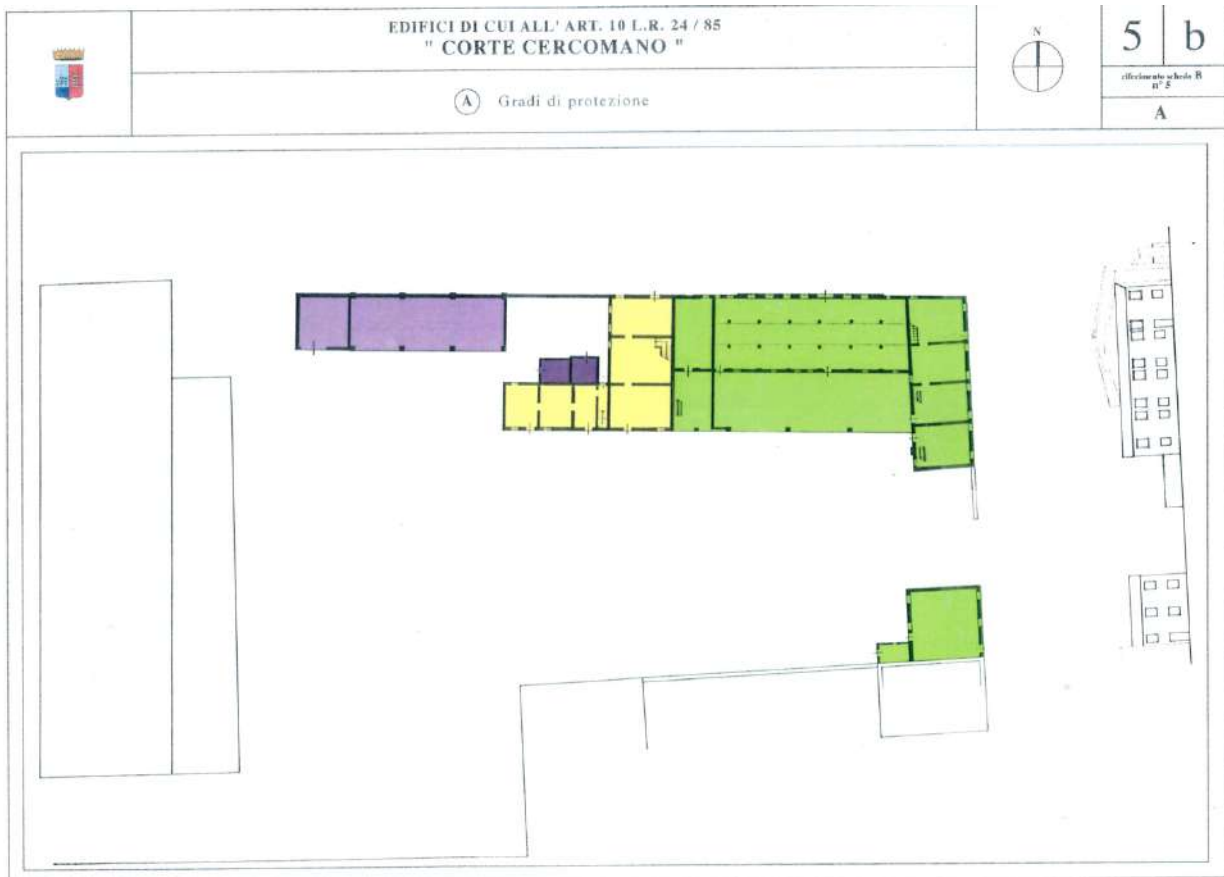 EDIFICI DI CUI ALL' ART. 10 L.R. 24 / 85
" CORTE CERCOMANO "
A Gradi di protezione
N
5 b
riferimento scheda B
n° 5
A